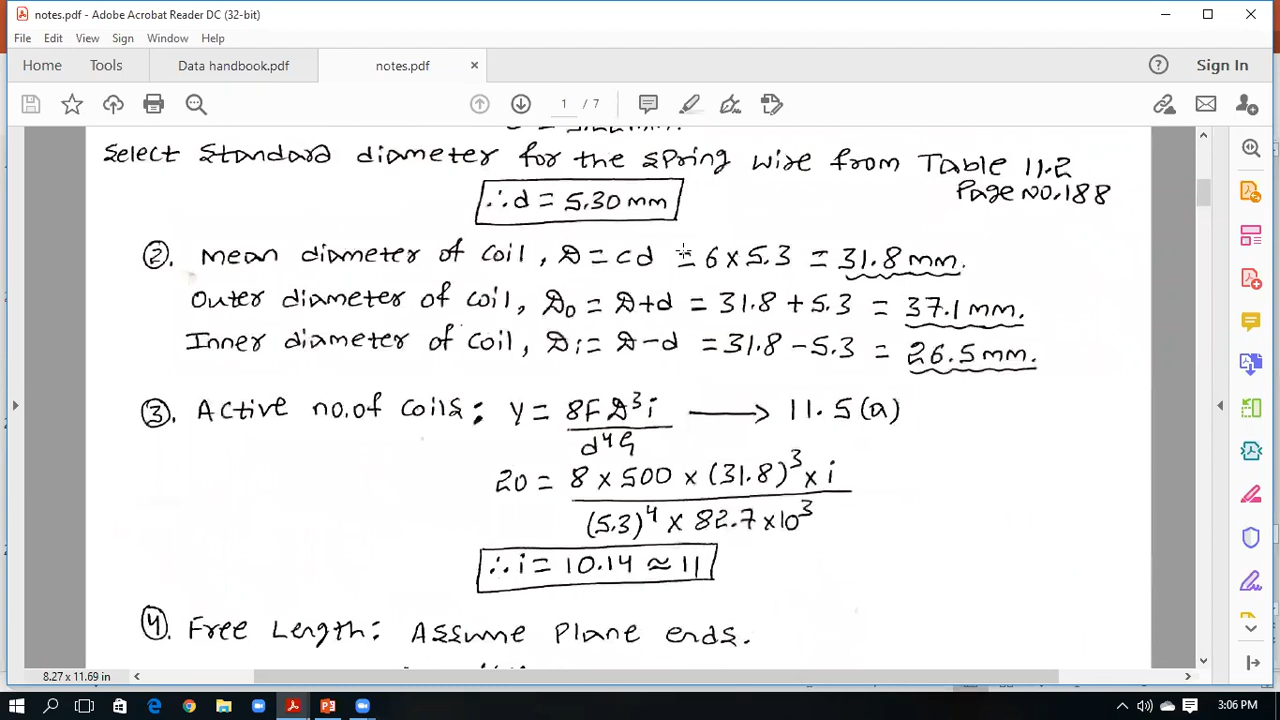 notes.pdf - Adobe Acrobat Reader DC (32-bit)
File Edit View Sign Window Help
Home Tools Data handbook.pdf notes.pdf × Sign In
1 / 7
Select Standard diameter for the spring wire from Table 11.2
Page No.188
∴d = 5.30 mm
②. Mean diameter of coil, D = cd = 6 × 5.3 = 31.8 mm.
Outer diameter of coil, D₀ = D+d = 31.8 + 5.3 = 37.1 mm.
Inner diameter of coil, Di = D-d = 31.8 - 5.3 = 26.5 mm.
③. Active no.of coils: y = 8FD³i / d⁴G ⟶ 11.5(a)
20 = 8 × 500 × (31.8)³ × i / (5.3)⁴ × 82.7 × 10³
∴i = 10.14 ≈ 11
④. Free Length: Assume Plane ends.
8.27 x 11.69 in
3:06 PM